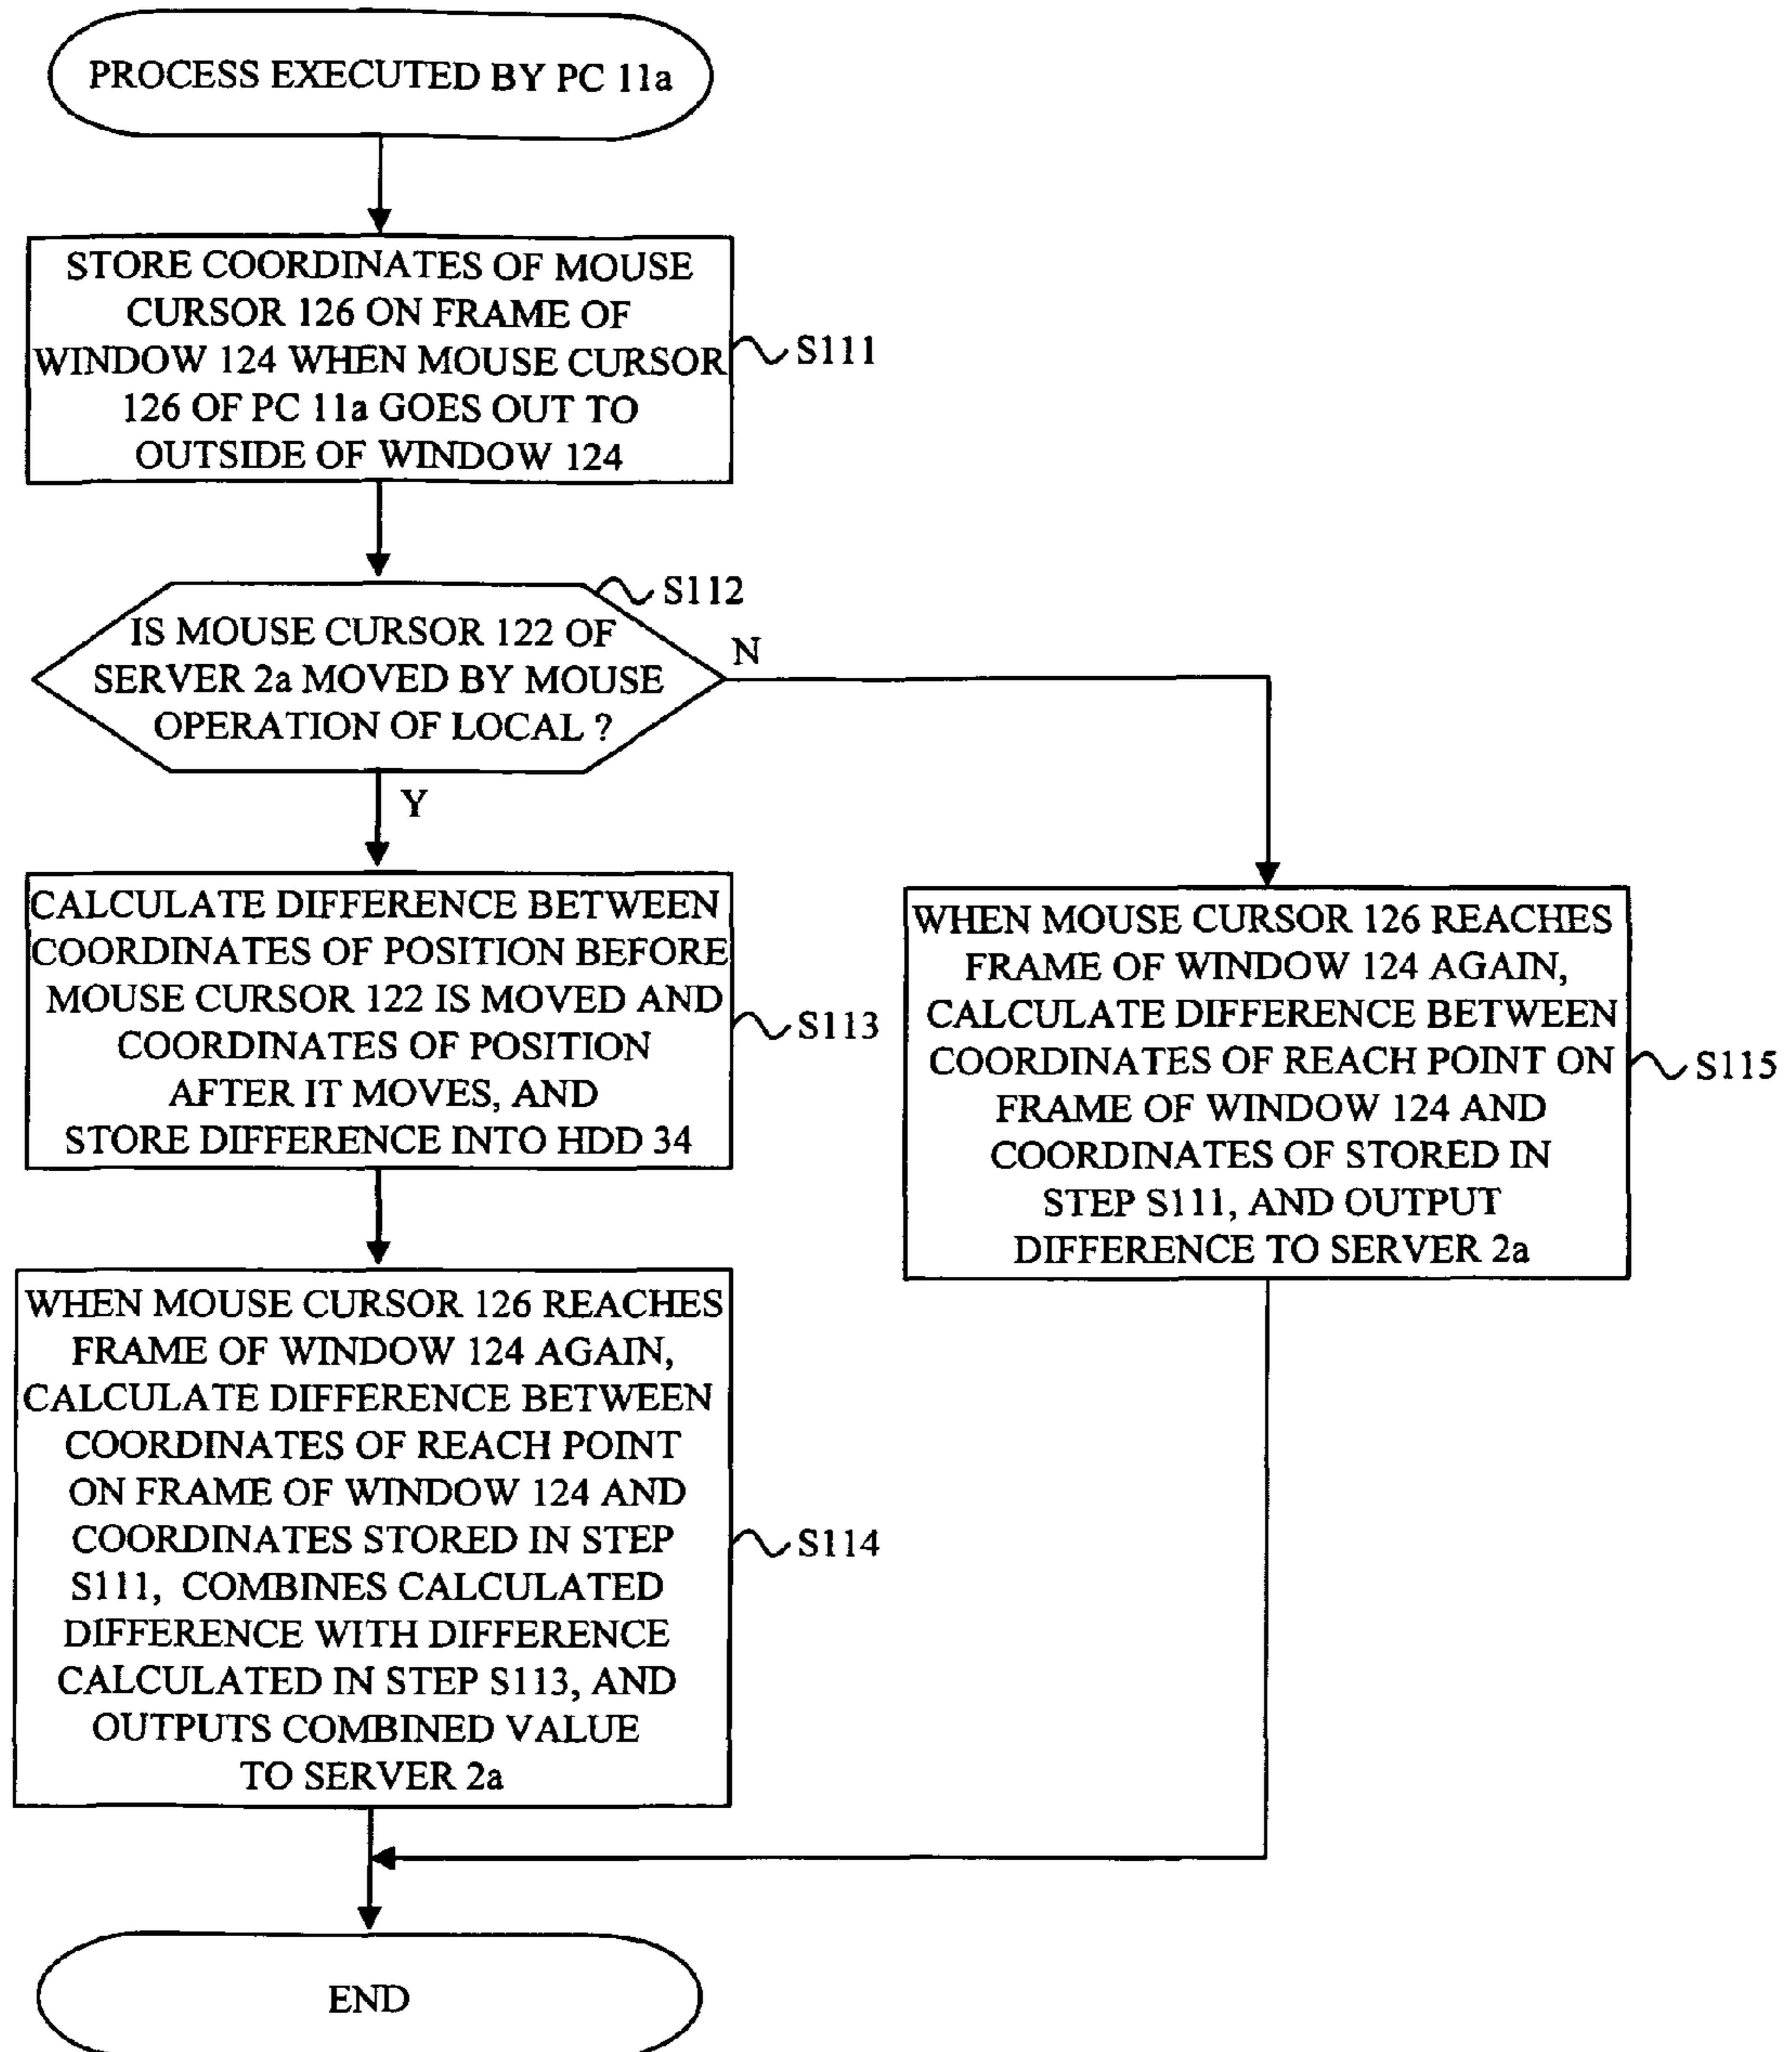 PROCESS EXECUTED BY PC 11a
STORE COORDINATES OF MOUSE
CURSOR 126 ON FRAME OF
WINDOW 124 WHEN MOUSE CURSOR
126 OF PC 11a GOES OUT TO
OUTSIDE OF WINDOW 124
S111
S112
IS MOUSE CURSOR 122 OF
SERVER 2a MOVED BY MOUSE
OPERATION OF LOCAL ?
N
Y
CALCULATE DIFFERENCE BETWEEN
COORDINATES OF POSITION BEFORE
MOUSE CURSOR 122 IS MOVED AND
COORDINATES OF POSITION
AFTER IT MOVES, AND
STORE DIFFERENCE INTO HDD 34
S113
WHEN MOUSE CURSOR 126 REACHES
FRAME OF WINDOW 124 AGAIN,
CALCULATE DIFFERENCE BETWEEN
COORDINATES OF REACH POINT ON
FRAME OF WINDOW 124 AND
COORDINATES OF STORED IN
STEP S111, AND OUTPUT
DIFFERENCE TO SERVER 2a
S115
WHEN MOUSE CURSOR 126 REACHES
FRAME OF WINDOW 124 AGAIN,
CALCULATE DIFFERENCE BETWEEN
COORDINATES OF REACH POINT
ON FRAME OF WINDOW 124 AND
COORDINATES STORED IN STEP
S111, COMBINES CALCULATED
DIFFERENCE WITH DIFFERENCE
CALCULATED IN STEP S113, AND
OUTPUTS COMBINED VALUE
TO SERVER 2a
S114
END